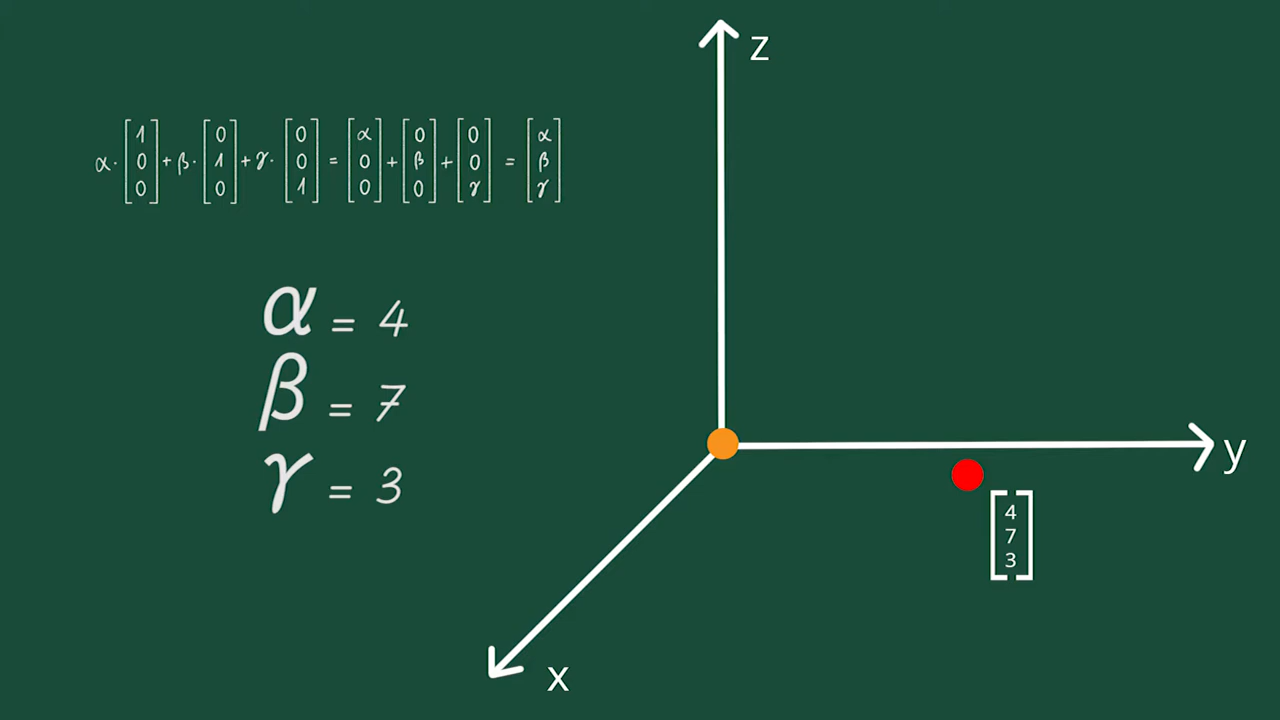 α · [1 0 0] + β · [0 1 0] + γ · [0 0 1] = [α 0 0] + [0 β 0] + [0 0 γ] = [α β γ]
α = 4
β = 7
γ = 3
z
y
x
[4 7 3]